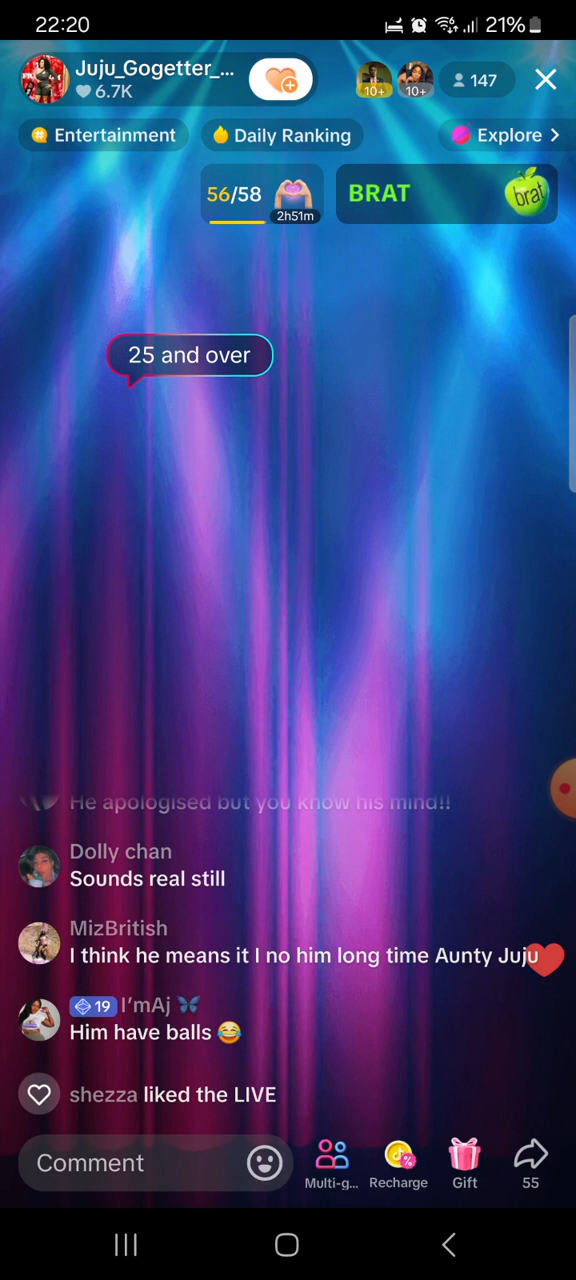 22:20
21%
Juju_Gogetter_...
6.7K
10+
10+
147
Entertainment
Daily Ranking
Explore >
56/58
2h51m
BRAT
brat
25 and over
He apologised but you know his mind!!
Dolly chan
Sounds real still
MizBritish
I think he means it I no him long time Aunty Juju
19 I'mAj 🦋
Him have balls 😂
shezza liked the LIVE
Comment
Multi-g...
Recharge
Gift
55